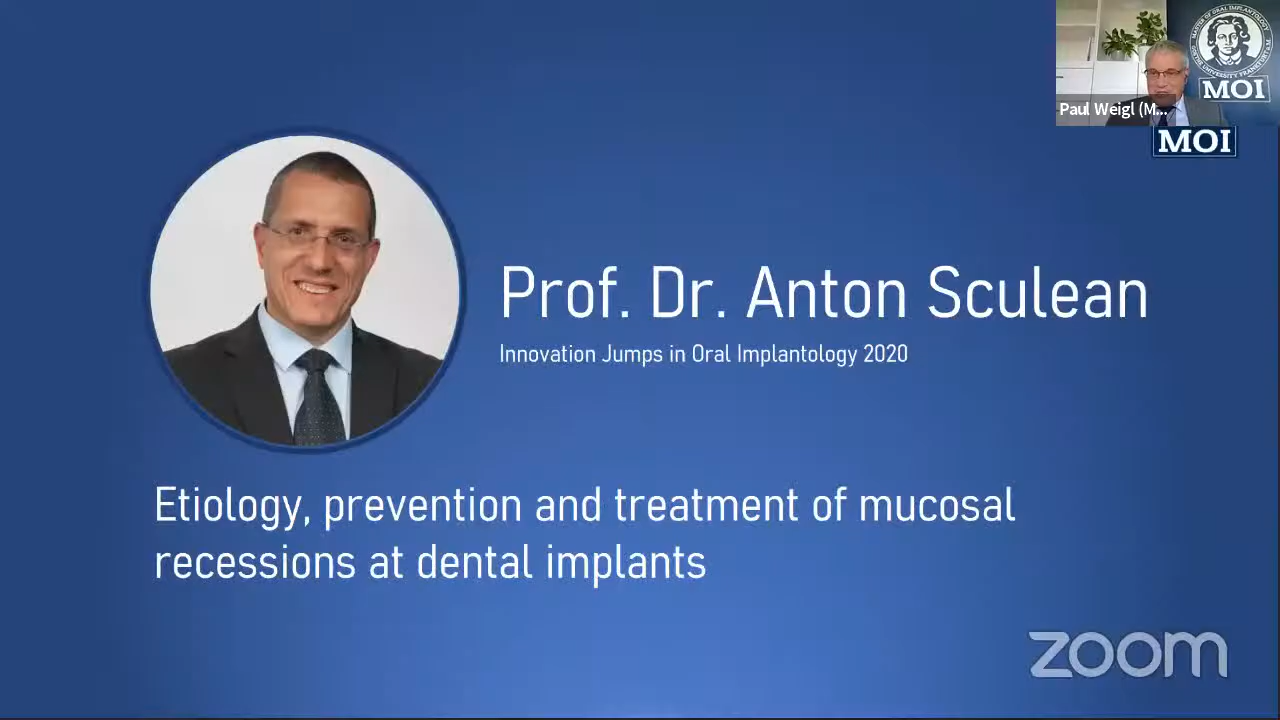 Paul Weigl (M...
MOI
MOI
Prof. Dr. Anton Sculean
Innovation Jumps in Oral Implantology 2020
Etiology, prevention and treatment of mucosal
recessions at dental implants
zoom